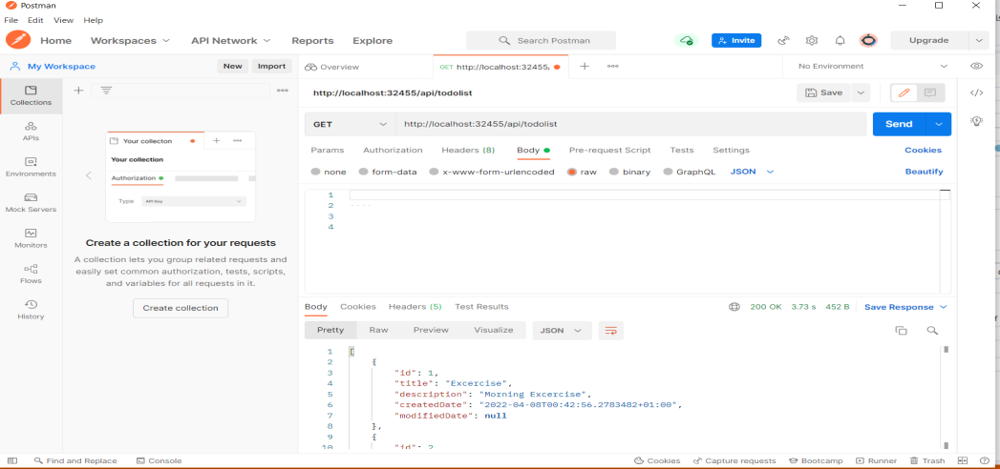 Postman
File Edit View Help
Home Workspaces API Network Reports Explore Search Postman Invite Upgrade
My Workspace New Import Overview GET http://localhost:32455, No Environment
Collections
APIs
Environments
Mock Servers
Monitors
Flows
History
Your collecton
Your collection
Authorization
Type API Key
Create a collection for your requests
A collection lets you group related requests and
easily set common authorization, tests, scripts,
and variables for all requests in it.
Create collection
http://localhost:32455/api/todolist Save
GET http://localhost:32455/api/todolist Send
Params Authorization Headers (8) Body Pre-request Script Tests Settings Cookies
none form-data x-www-form-urlencoded raw binary GraphQL JSON Beautify
1
2
3
4
Body Cookies Headers (5) Test Results 200 OK 3.73 s 452 B Save Response
Pretty Raw Preview Visualize JSON
1 [
2 {
3 "id": 1,
4 "title": "Excercise",
5 "description": "Morning Excercise",
6 "createdDate": "2022-04-08T00:42:56.2783482+01:00",
7 "modifiedDate": null
8 },
9 {
10 "id": 2,
Find and Replace Console Cookies Capture requests Bootcamp Runner Trash